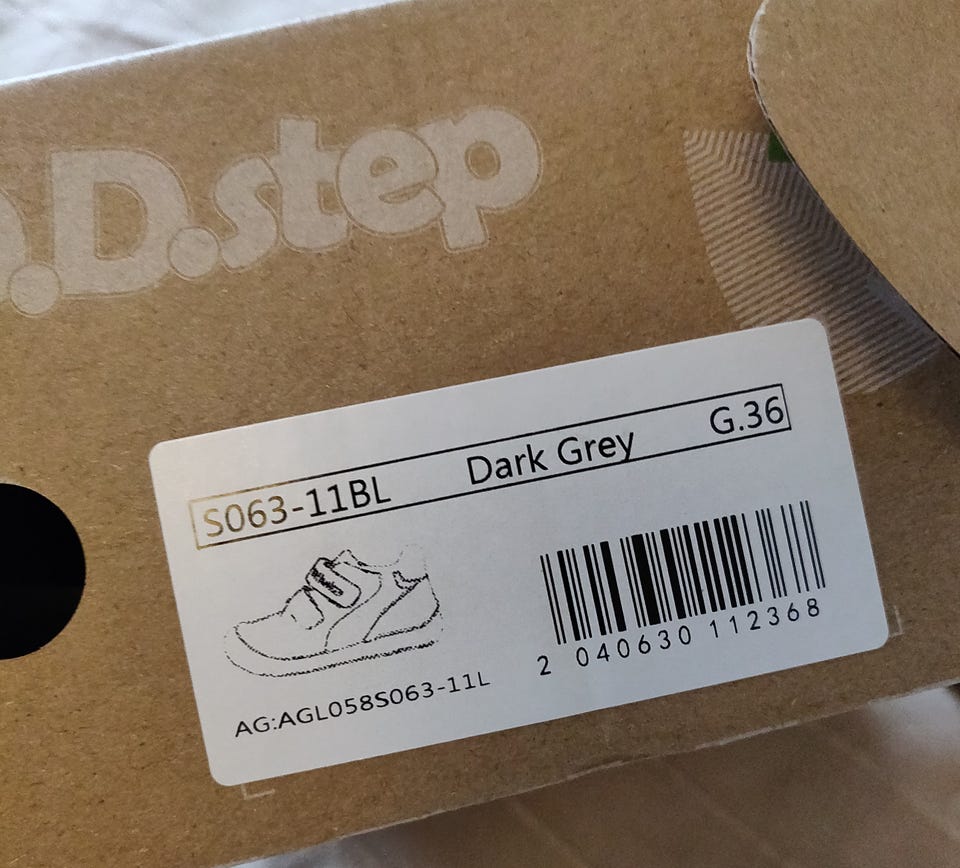 .D.step
S063-11BL Dark Grey G.36
AG:AGL058S063-11L
2 040630 112368